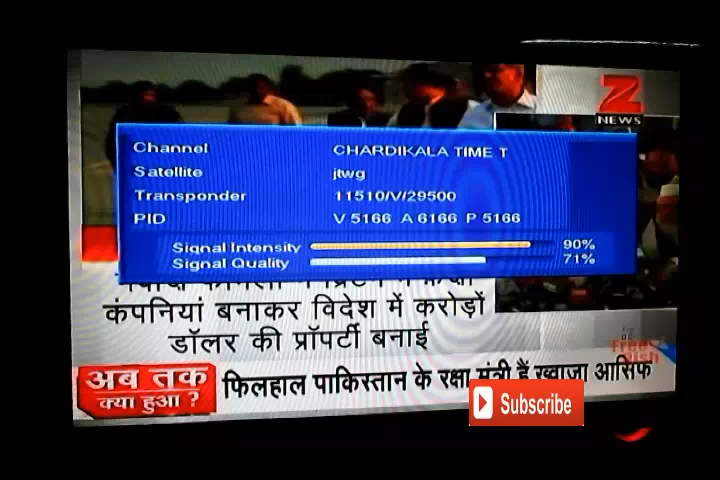 NEWS
Channel CHARDIKALA TIME T
Satellite jtwg
Transponder 11510/V/29500
PID V 5166 A 6166 P 5166
Signal Intensity 90%
Signal Quality 71%
कंपनियां बनाकर विदेश में करोड़ों
डॉलर की प्रॉपर्टी बनाई
अब तक
क्या हुआ ?
फिलहाल पाकिस्तान के रक्षा मंत्री हैं ख्वाजा आसिफ
Subscribe